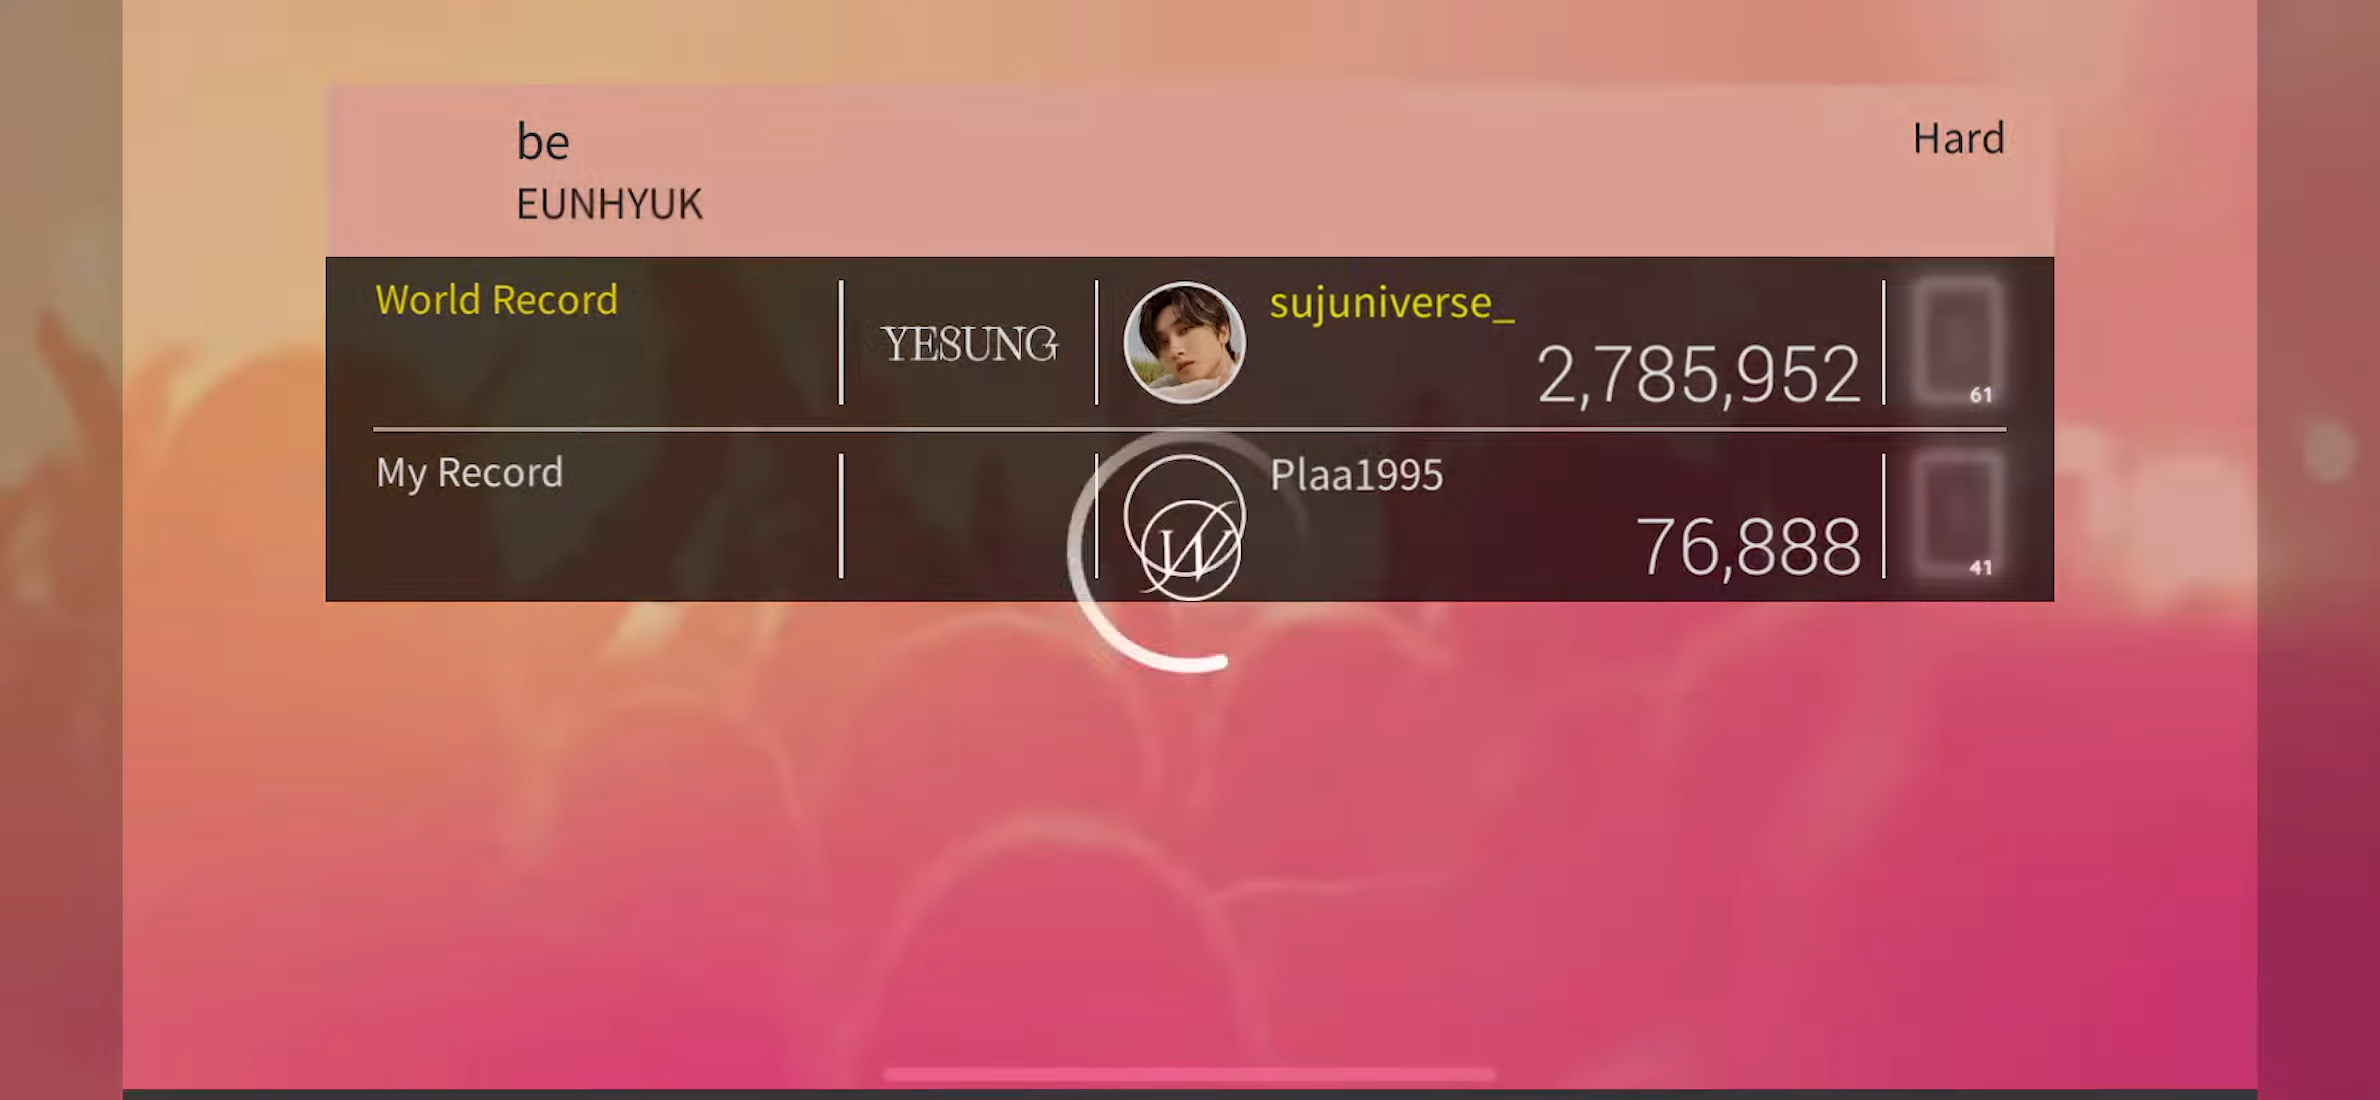 be
Hard
EUNHYUK
World Record
YESUNG
sujuniverse_
2,785,952
61
My Record
W
Plaa1995
76,888
41